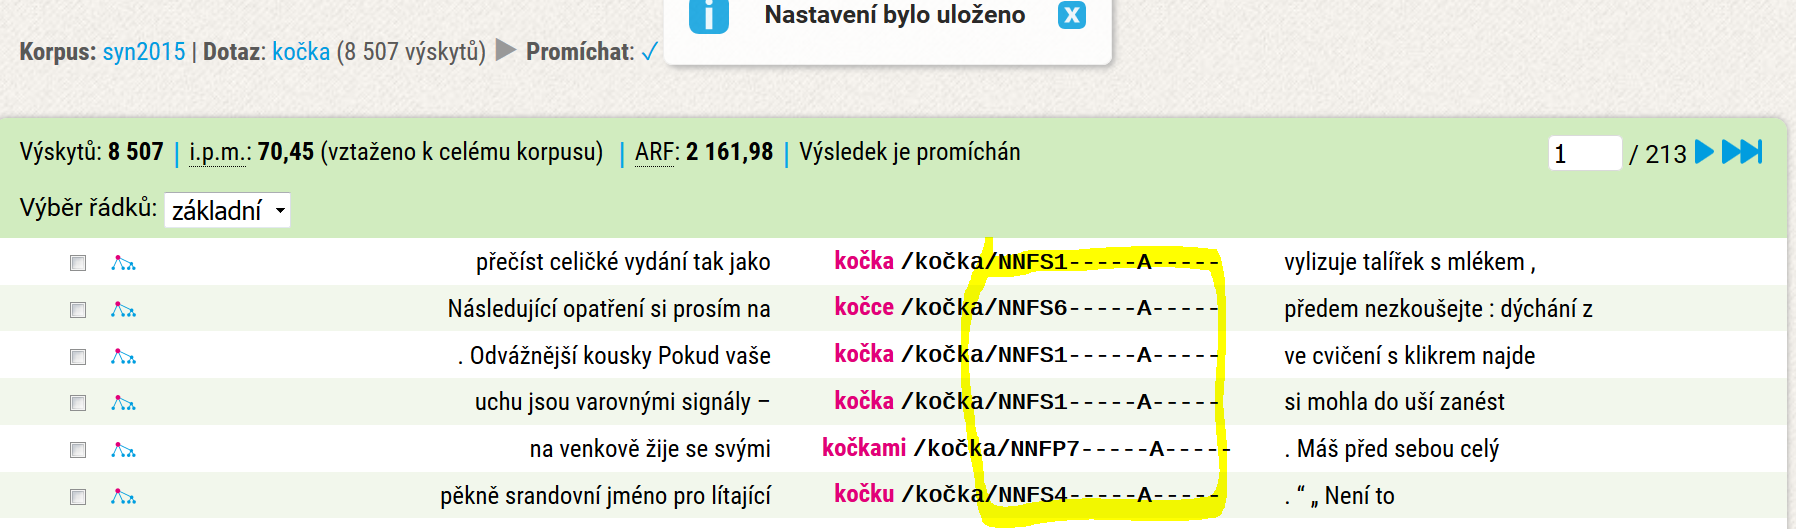 Nastavení bylo uloženo
Korpus: syn2015 | Dotaz: kočka (8 507 výskytů) ▶ Promíchat: ✓
Výskytů: 8 507 | i.p.m.: 70,45 (vztaženo k celému korpusu) | ARF: 2 161,98 | Výsledek je promíchán 1 / 213
Výběr řádků: základní
přečíst celičké vydání tak jako kočka /kočka/NNFS1-----A----- vylizuje talířek s mlékem ,
Následující opatření si prosím na kočce /kočka/NNFS6-----A----- předem nezkoušejte : dýchání z
. Odvážnější kousky Pokud vaše kočka /kočka/NNFS1-----A----- ve cvičení s klikrem najde
uchu jsou varovnými signály – kočka /kočka/NNFS1-----A----- si mohla do uší zanést
na venkově žije se svými kočkami /kočka/NNFP7-----A----- . Máš před sebou celý
pěkně srandovní jméno pro lítající kočku /kočka/NNFS4-----A----- . “ „ Není to